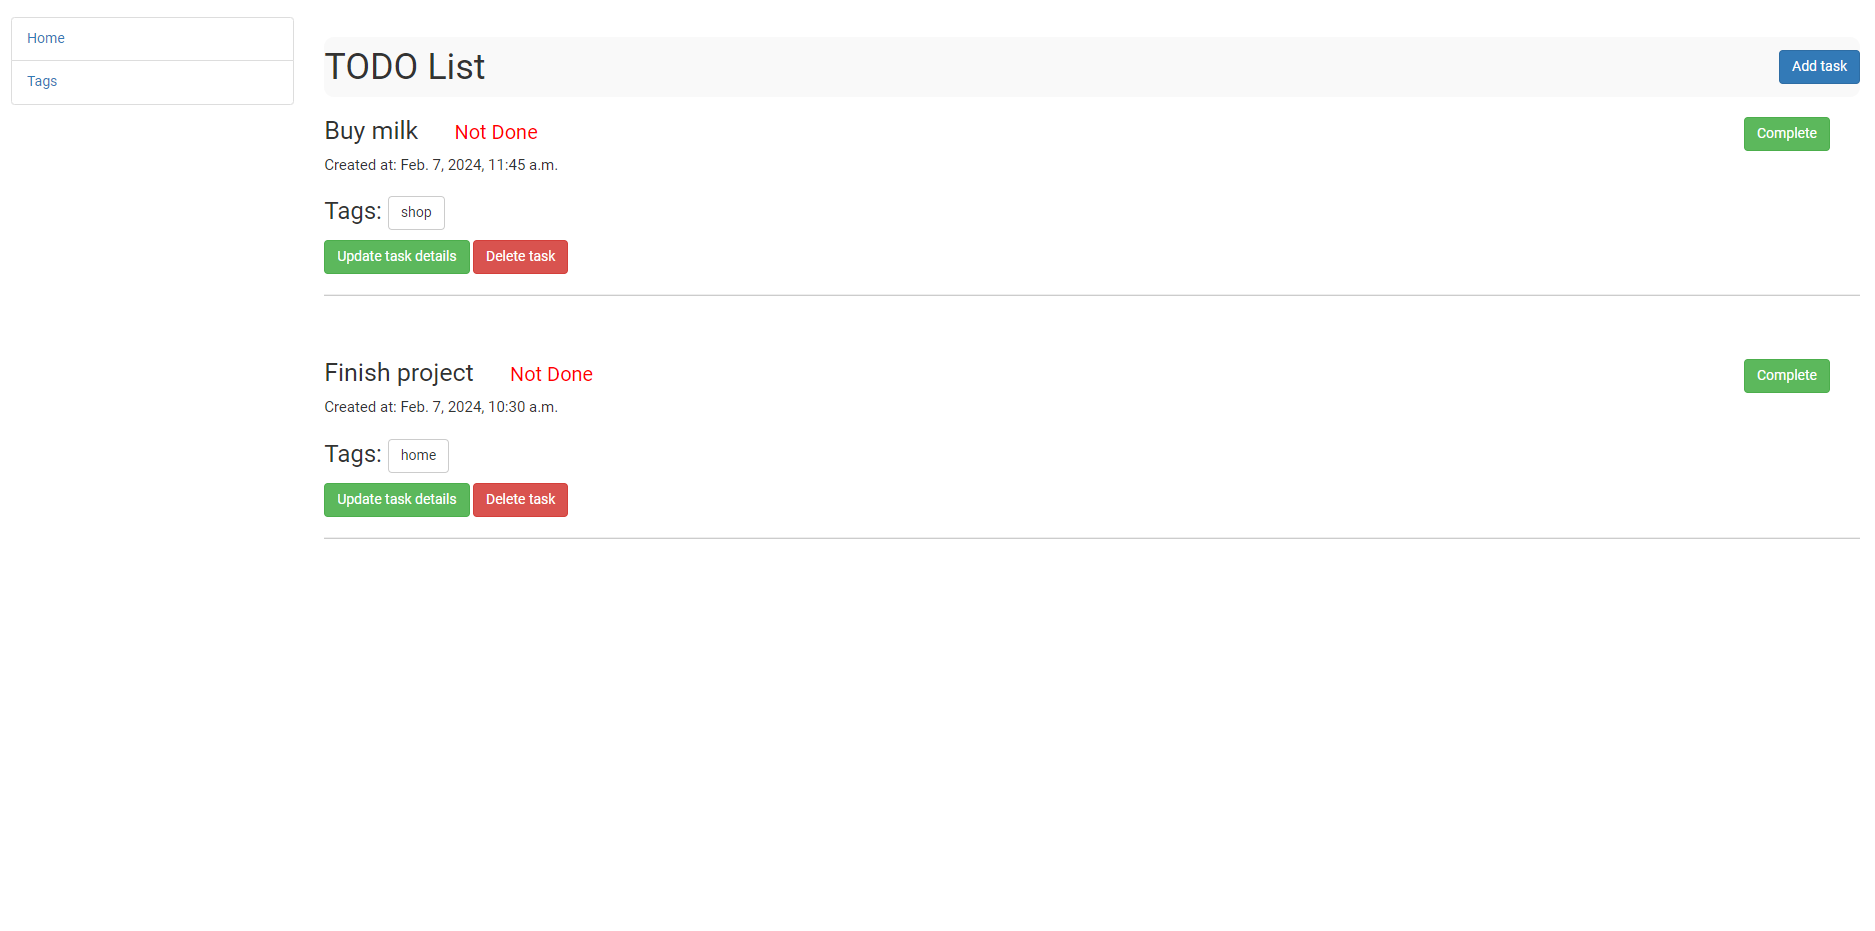 Home
Tags
TODO List
Add task
Buy milk Not Done
Complete
Created at: Feb. 7, 2024, 11:45 a.m.
Tags: shop
Update task details Delete task
Finish project Not Done
Complete
Created at: Feb. 7, 2024, 10:30 a.m.
Tags: home
Update task details Delete task